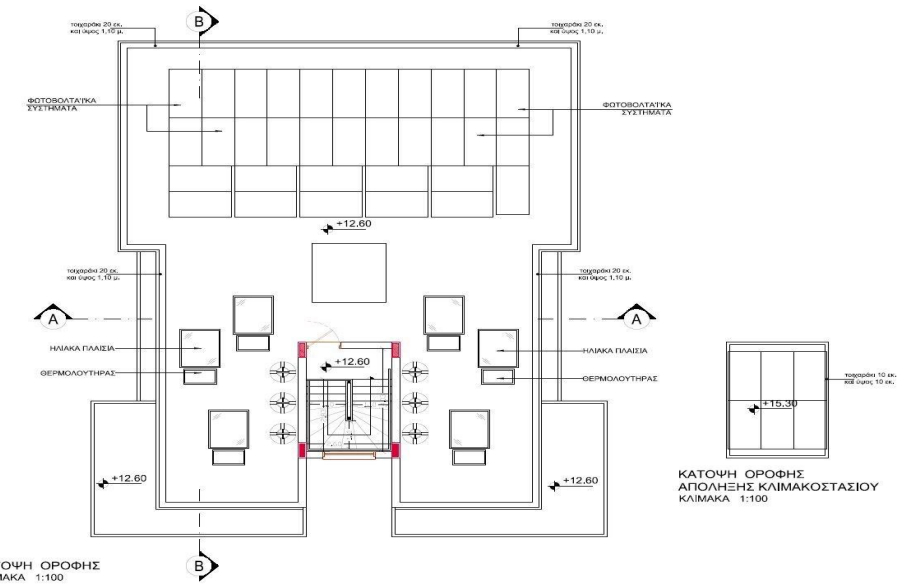 B
τοιχαράκι 20 εκ.
και ύψος 1,10 μ.
τοιχαράκι 20 εκ.
και ύψος 1,10 μ.
ΦΩΤΟΒΟΛΤΑΪΚΑ
ΣΥΣΤΗΜΑΤΑ
ΦΩΤΟΒΟΛΤΑΪΚΑ
ΣΥΣΤΗΜΑΤΑ
+12.60
τοιχαράκι 20 εκ.
και ύψος 1,10 μ.
τοιχαράκι 20 εκ.
και ύψος 1,10 μ.
A
A
ΗΛΙΑΚΑ ΠΛΑΙΣΙΑ
ΗΛΙΑΚΑ ΠΛΑΙΣΙΑ
+12.60
ΘΕΡΜΟΛΟΥΤΗΡΑΣ
ΘΕΡΜΟΛΟΥΤΗΡΑΣ
τοιχαράκι 10 εκ.
και ύψος 10 εκ.
+15.30
+12.60
+12.60
ΚΑΤΟΨΗ ΟΡΟΦΗΣ
ΑΠΟΛΗΞΗΣ ΚΛΙΜΑΚΟΣΤΑΣΙΟΥ
ΚΛΙΜΑΚΑ 1:100
B
ΤΟΨΗ ΟΡΟΦΗΣ
ΜΑΚΑ 1:100